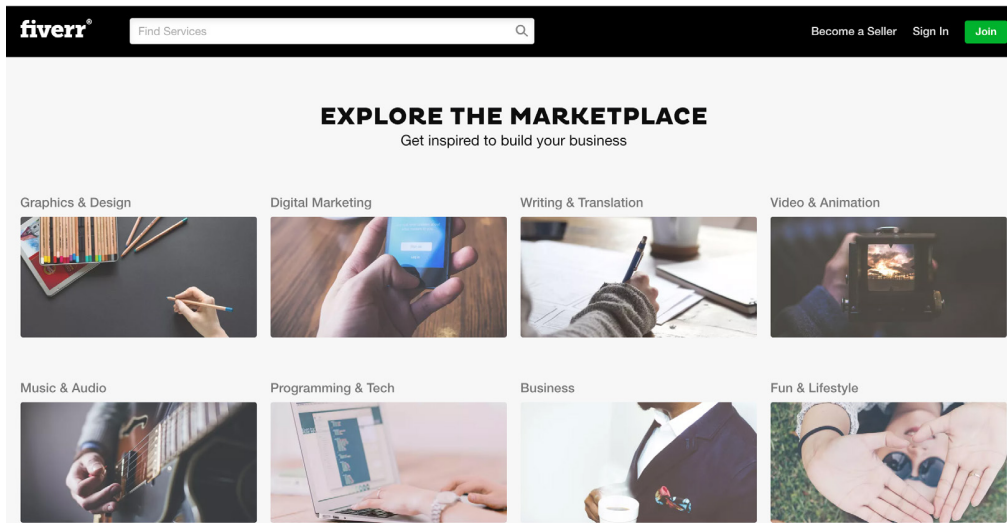 fiverr®
Find Services
Become a Seller Sign In Join
EXPLORE THE MARKETPLACE
Get inspired to build your business
Graphics & Design Digital Marketing Writing & Translation Video & Animation
Music & Audio Programming & Tech Business Fun & Lifestyle